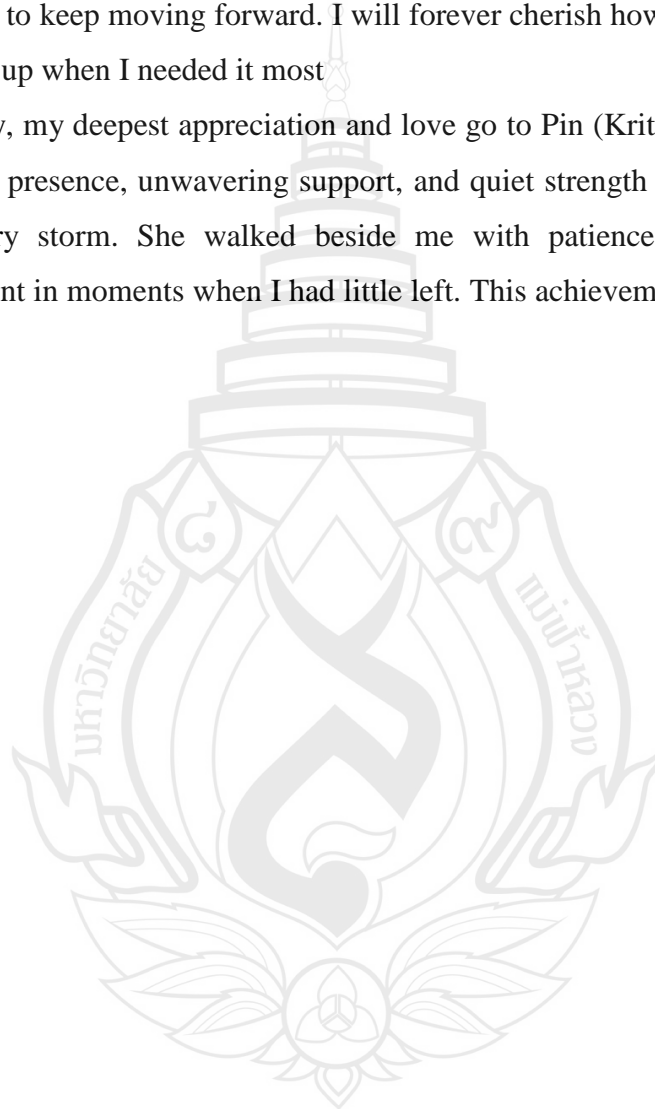 to keep moving forward. I will forever cherish how
up when I needed it most
, my deepest appreciation and love go to Pin (Krit
presence, unwavering support, and quiet strength
ry storm. She walked beside me with patience
nt in moments when I had little left. This achievem
๘ ๙
มหาวิทยาลัย
แม่ฟ้าหลวง